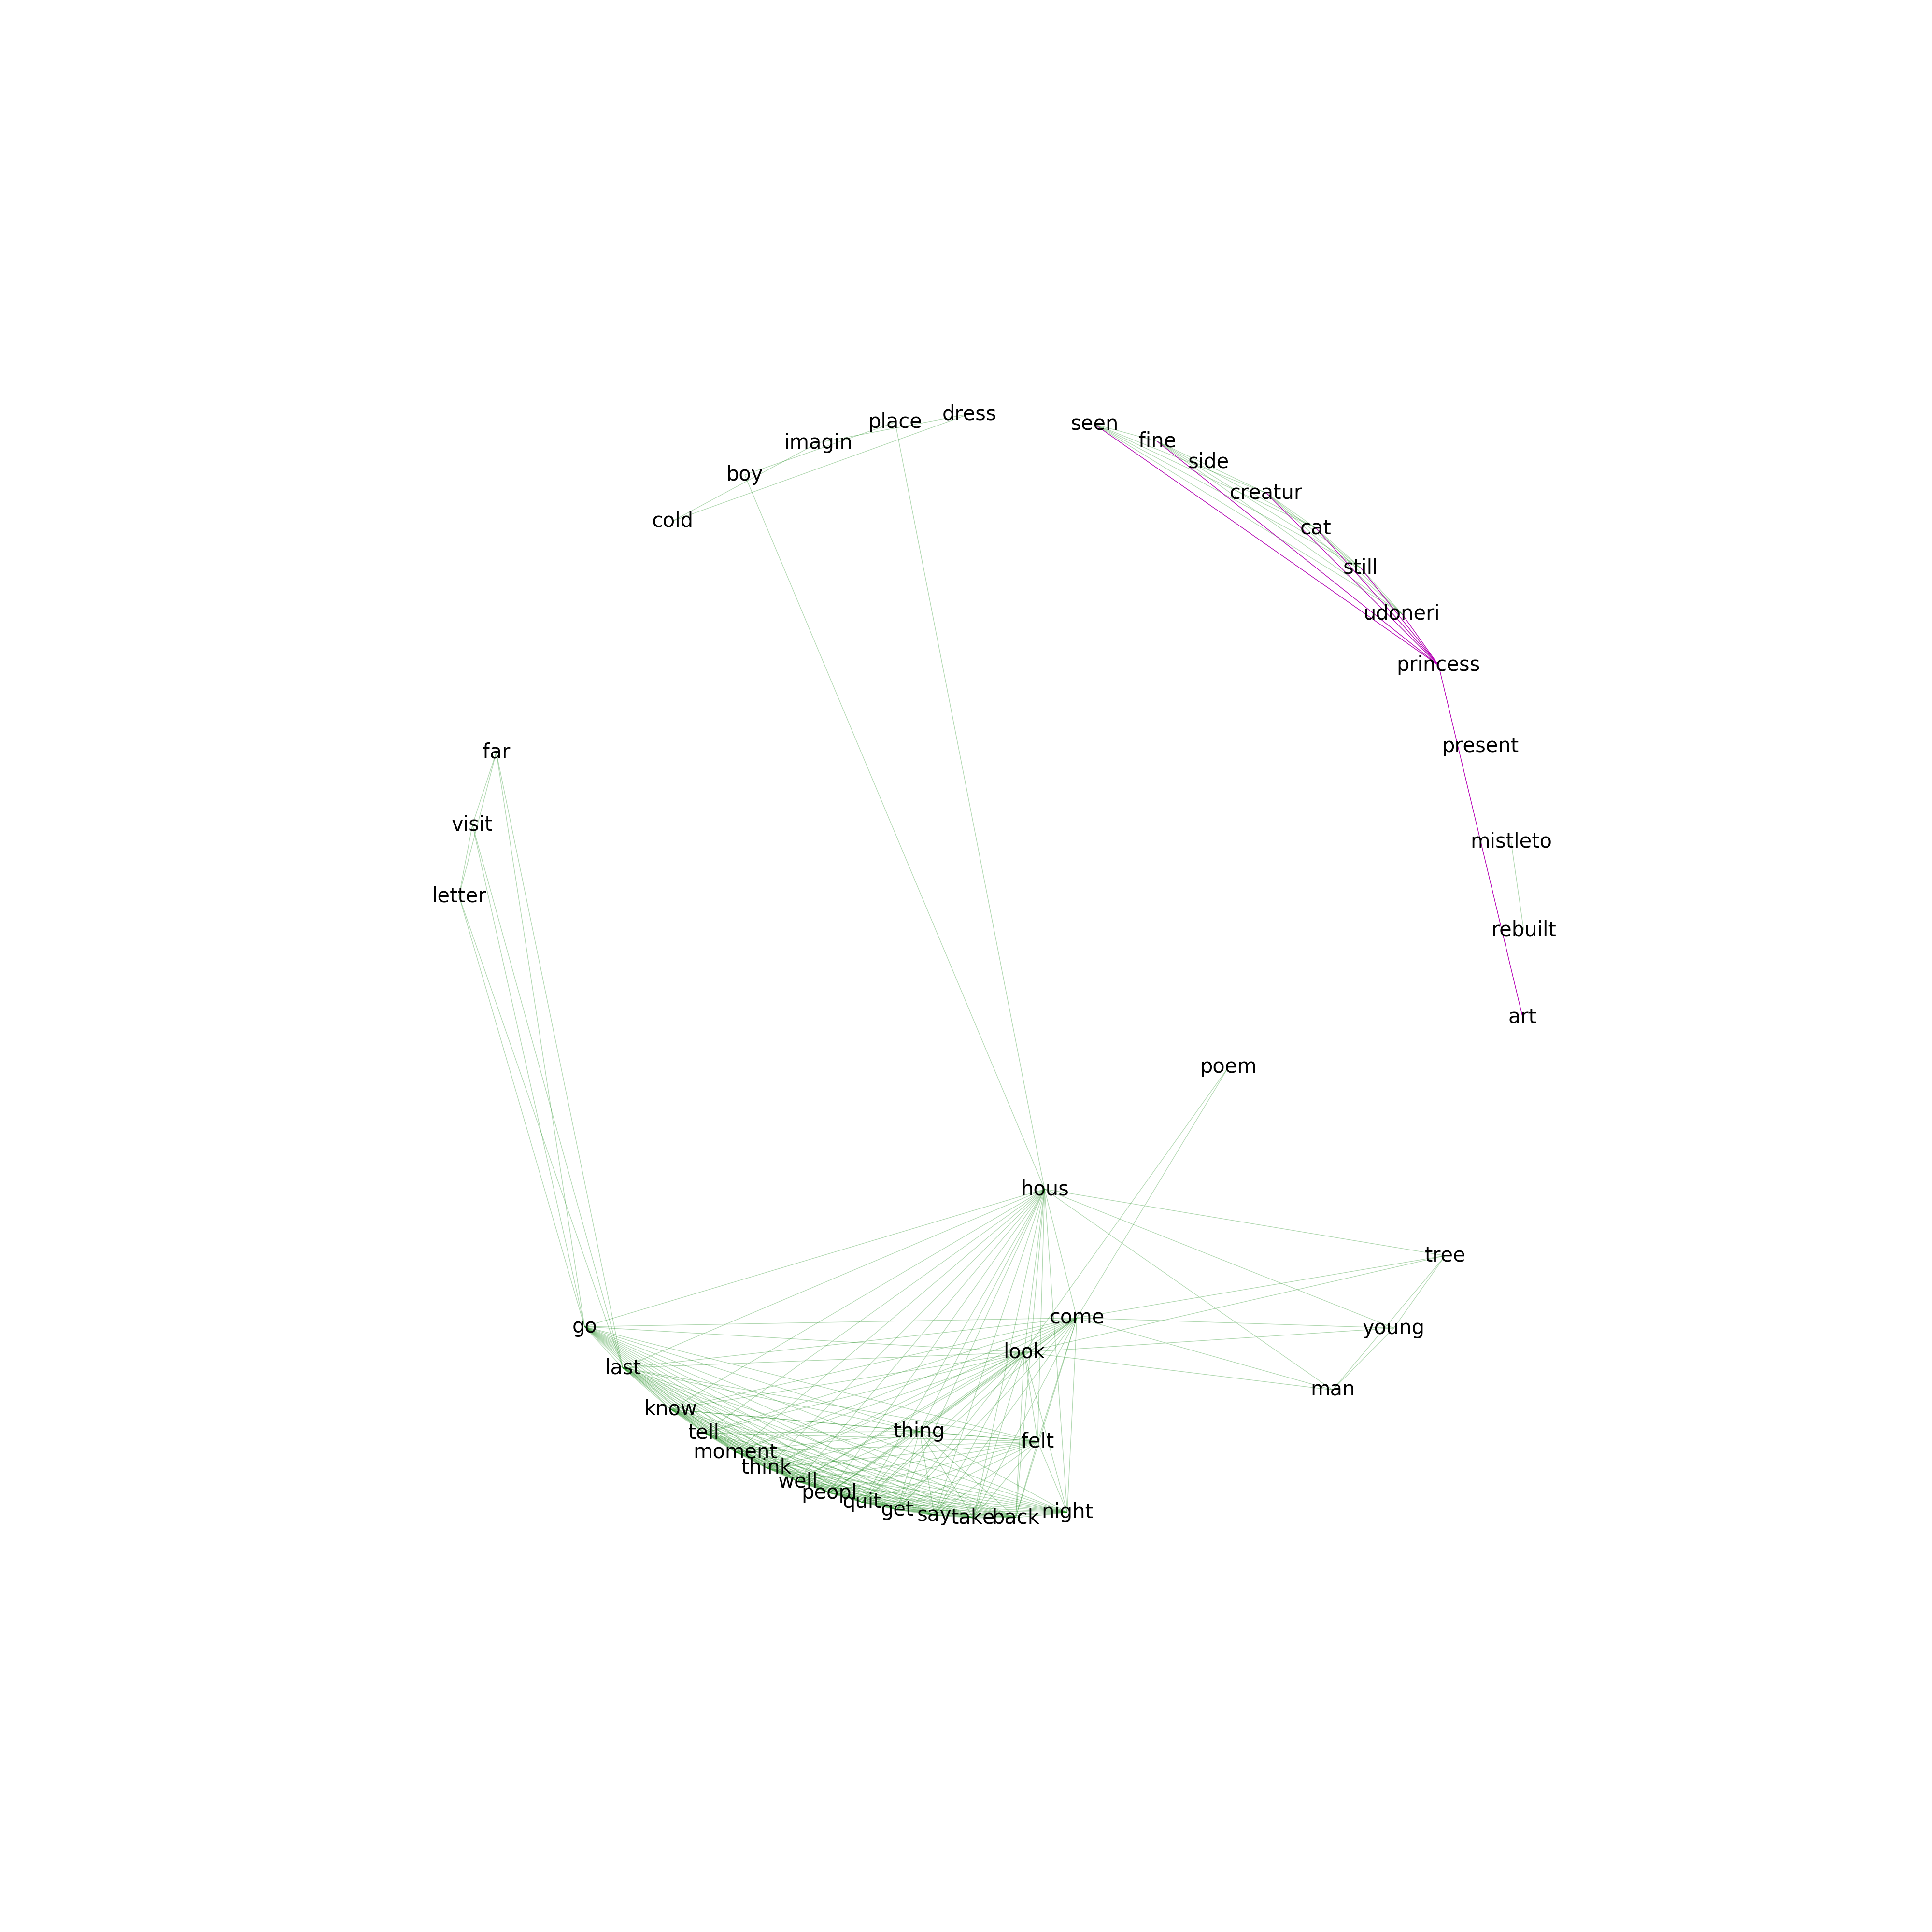 dress
place
seen
imagin
fine
side
boy
creatur
cold
cat
still
udoneri
princess
present
far
visit
mistleto
letter
rebuilt
art
poem
hous
tree
come
go
young
look
last
man
know
thing
tell
felt
moment
think
well
peopl
quit
get
say
take
back
night